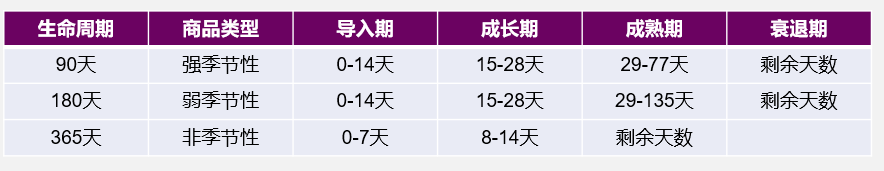 生命周期 商品类型 导入期 成长期 成熟期 衰退期
90天 强季节性 0-14天 15-28天 29-77天 剩余天数
180天 弱季节性 0-14天 15-28天 29-135天 剩余天数
365天 非季节性 0-7天 8-14天 剩余天数